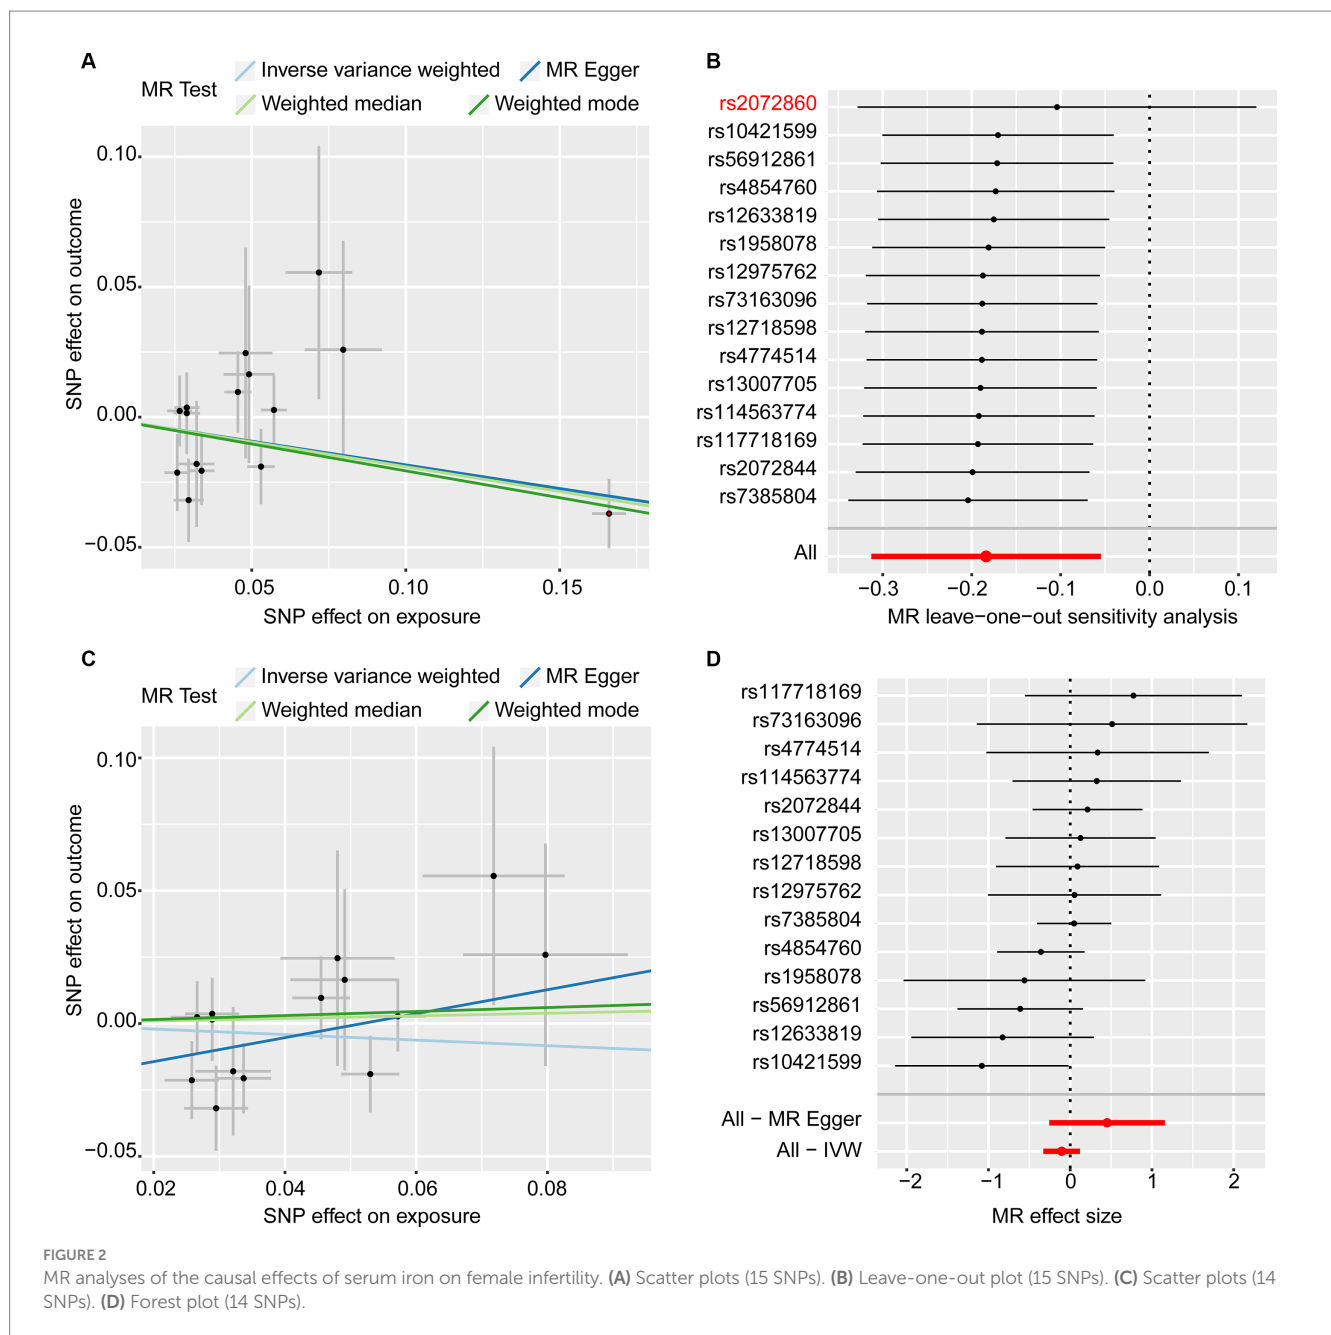 A
MR Test
Inverse variance weighted
MR Egger
Weighted median
Weighted mode
0.10
0.05
0.00
−0.05
SNP effect on outcome
0.05
0.10
0.15
SNP effect on exposure
B
rs2072860
rs10421599
rs56912861
rs4854760
rs12633819
rs1958078
rs12975762
rs73163096
rs12718598
rs4774514
rs13007705
rs114563774
rs117718169
rs2072844
rs7385804
All
−0.3
−0.2
−0.1
0.0
0.1
MR leave−one−out sensitivity analysis
C
MR Test
Inverse variance weighted
MR Egger
Weighted median
Weighted mode
0.10
0.05
0.00
−0.05
SNP effect on outcome
0.02
0.04
0.06
0.08
SNP effect on exposure
D
rs117718169
rs73163096
rs4774514
rs114563774
rs2072844
rs13007705
rs12718598
rs12975762
rs7385804
rs4854760
rs1958078
rs56912861
rs12633819
rs10421599
All − MR Egger
All − IVW
−2
−1
0
1
2
MR effect size
FIGURE 2
MR analyses of the causal effects of serum iron on female infertility. (A) Scatter plots (15 SNPs). (B) Leave-one-out plot (15 SNPs). (C) Scatter plots (14
SNPs). (D) Forest plot (14 SNPs).